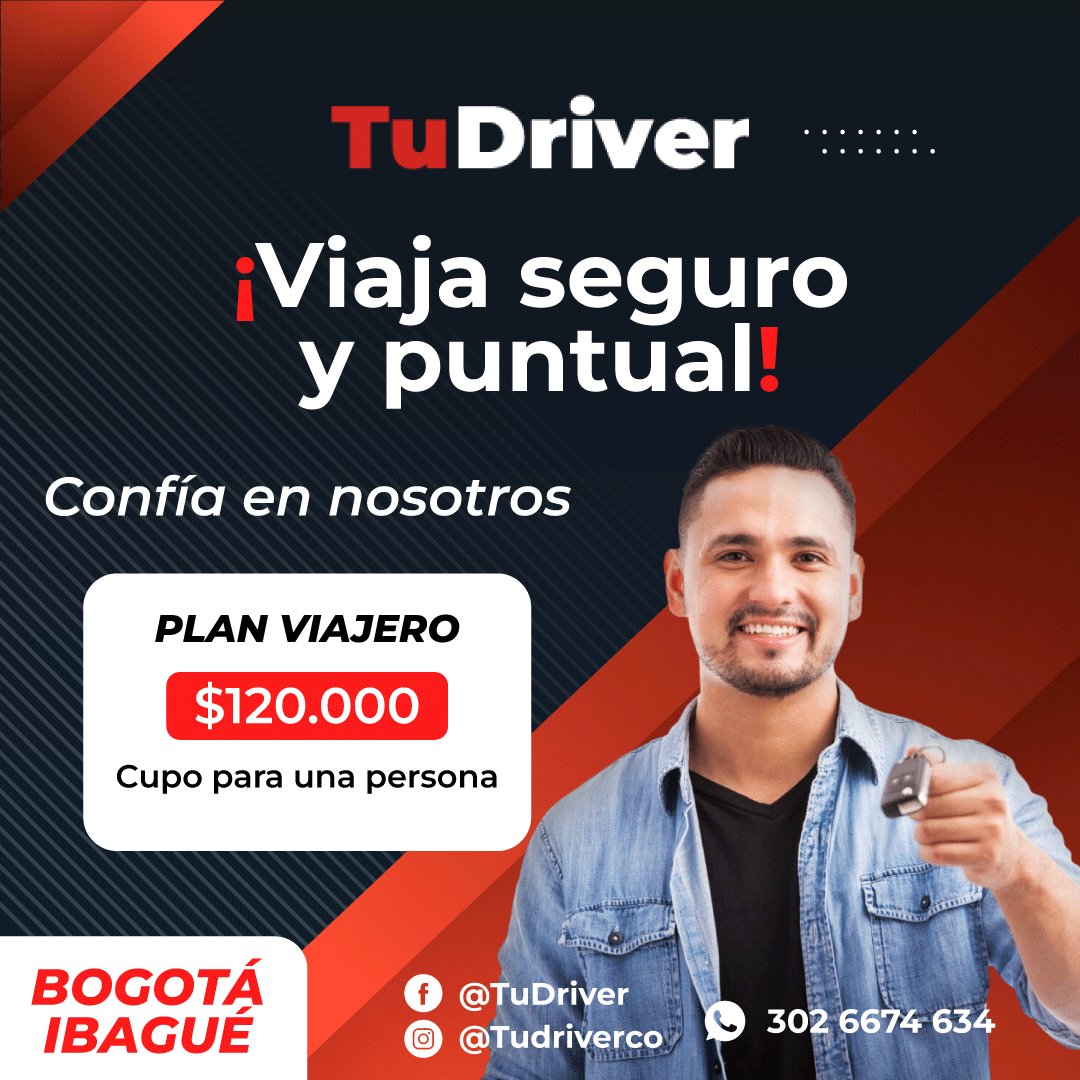 TuDriver
¡Viaja seguro
y puntual!
Confía en nosotros
PLAN VIAJERO
$120.000
Cupo para una persona
BOGOTÁ
IBAGUÉ
@TuDriver
@Tudriverco
302 6674 634